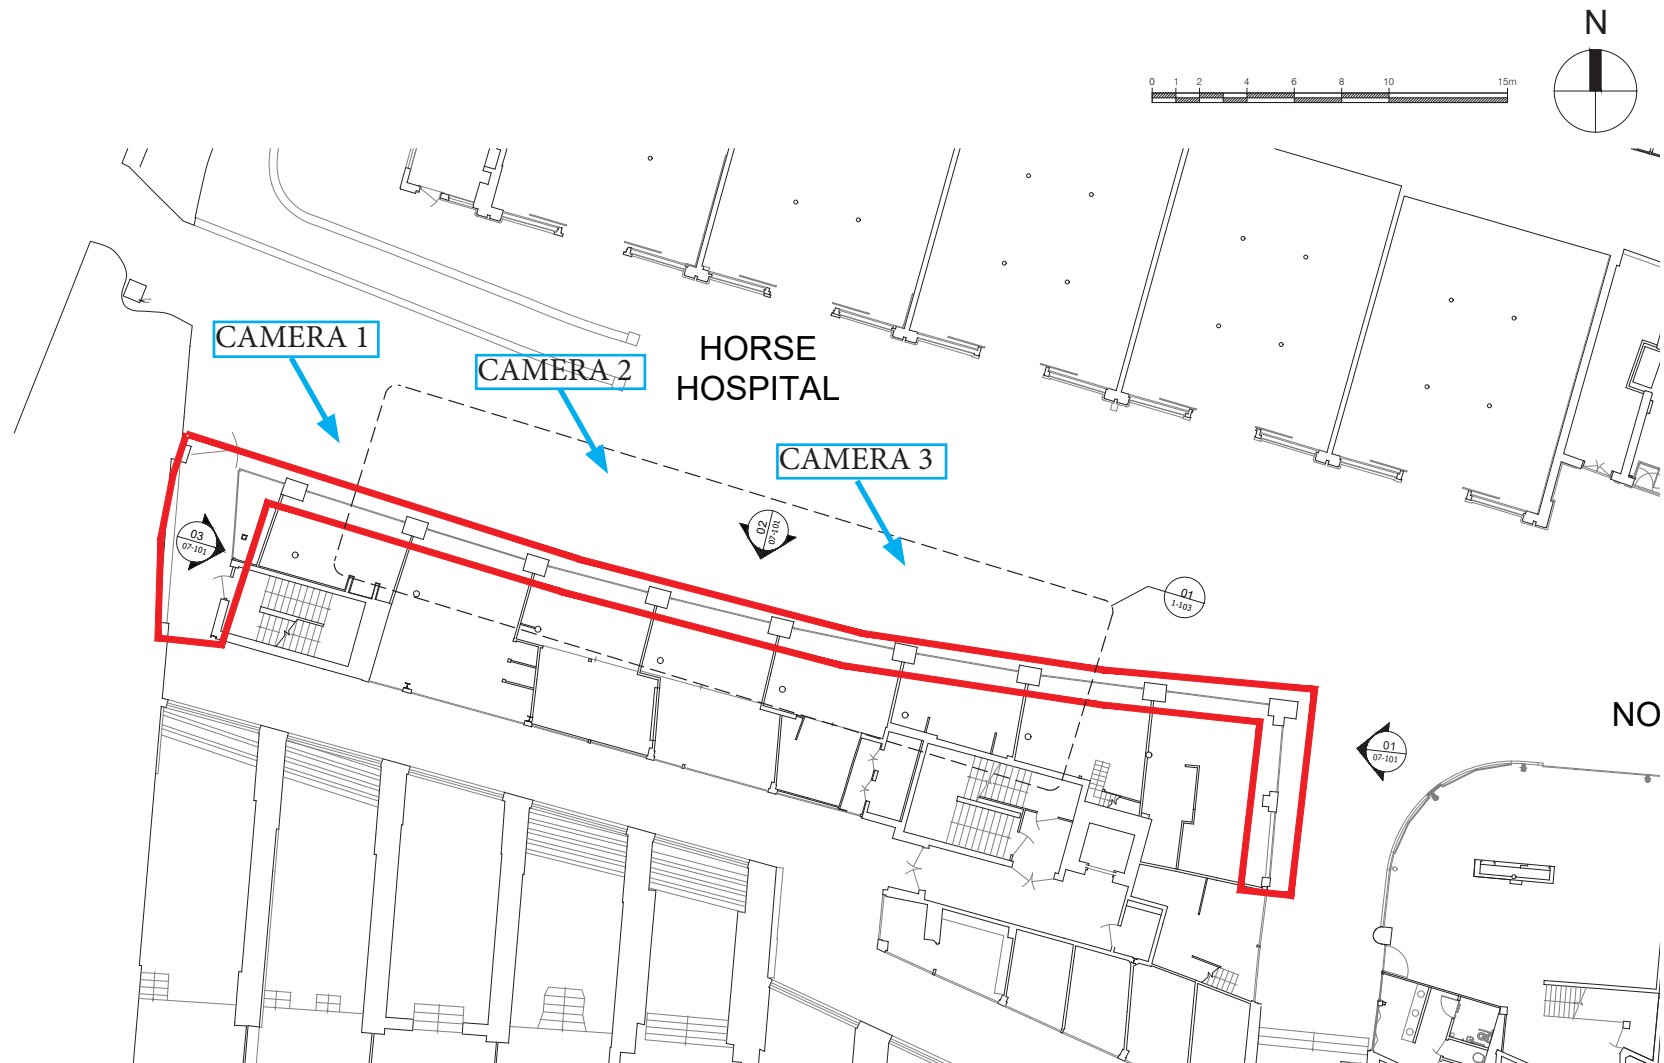 N
0 1 2 4 6 8 10 15m
CAMERA 1
CAMERA 2
HORSE
HOSPITAL
CAMERA 3
03
07-101
02
07-101
01
1-103
NO
01
07-101